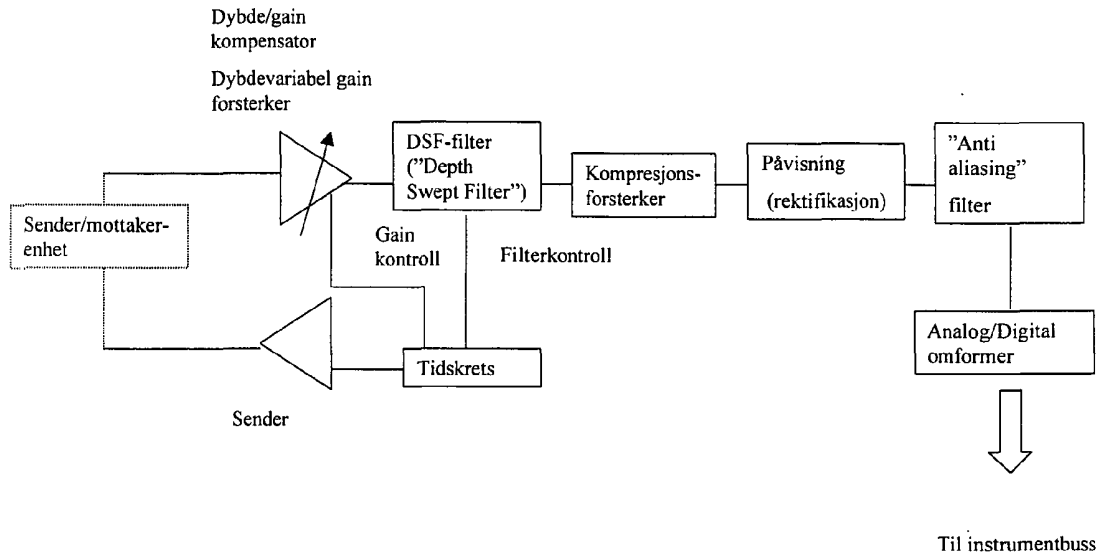 Dybde/gain
kompensator
Dybdevariabel gain
forsterker
DSF-filter
("Depth
Swept Filter")
Kompresjons-
forsterker
Påvisning
(rektifikasjon)
"Anti
aliasing"
filter
Sender/mottaker-
enhet
Gain
kontroll
Filterkontroll
Analog/Digital
omformer
Tidskrets
Sender
Til instrumentbuss